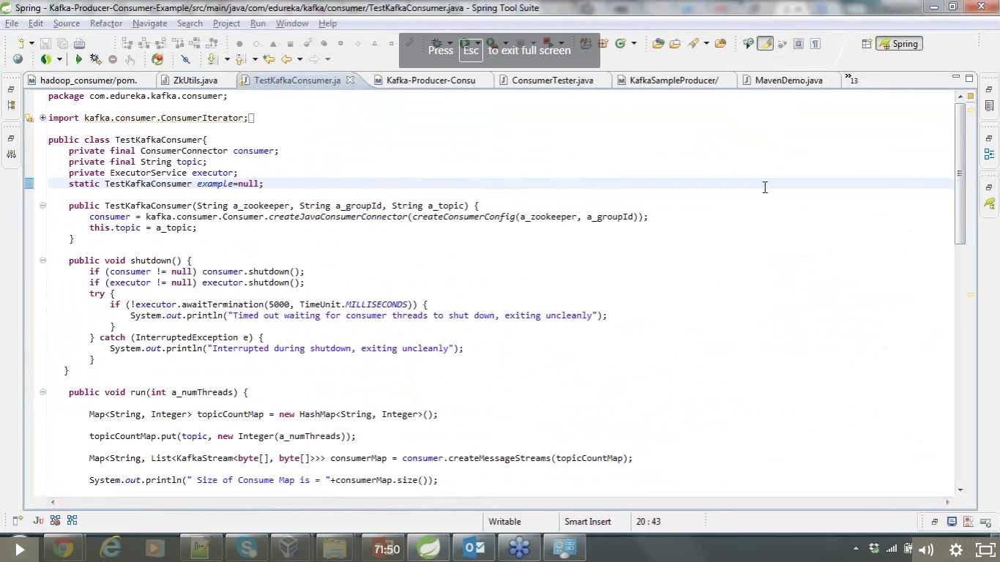 Spring - Kafka-Producer-Consumer-Example/src/main/java/com/edureka/kafka/consumer/TestKafkaConsumer.java - Spring Tool Suite
File Edit Source Refactor Navigate Search Project Run Window Help
Press Esc to exit full screen
Spring
hadoop_consumer/pom. ZkUtils.java TestKafkaConsumer.ja Kafka-Producer-Consu ConsumerTester.java KafkaSampleProducer/ MavenDemo.java »13
package com.edureka.kafka.consumer;
import kafka.consumer.ConsumerIterator;
public class TestKafkaConsumer{
private final ConsumerConnector consumer;
private final String topic;
private ExecutorService executor;
static TestKafkaConsumer example=null;
public TestKafkaConsumer(String a_zookeeper, String a_groupId, String a_topic) {
consumer = kafka.consumer.Consumer.createJavaConsumerConnector(createConsumerConfig(a_zookeeper, a_groupId));
this.topic = a_topic;
}
public void shutdown() {
if (consumer != null) consumer.shutdown();
if (executor != null) executor.shutdown();
try {
if (!executor.awaitTermination(5000, TimeUnit.MILLISECONDS)) {
System.out.println("Timed out waiting for consumer threads to shut down, exiting uncleanly");
}
} catch (InterruptedException e) {
System.out.println("Interrupted during shutdown, exiting uncleanly");
}
}
public void run(int a_numThreads) {
Map<String, Integer> topicCountMap = new HashMap<String, Integer>();
topicCountMap.put(topic, new Integer(a_numThreads));
Map<String, List<KafkaStream<byte[], byte[]>>> consumerMap = consumer.createMessageStreams(topicCountMap);
System.out.println(" Size of Consume Map is = "+consumerMap.size());
Ju Writable Smart Insert 20 : 43
71:50